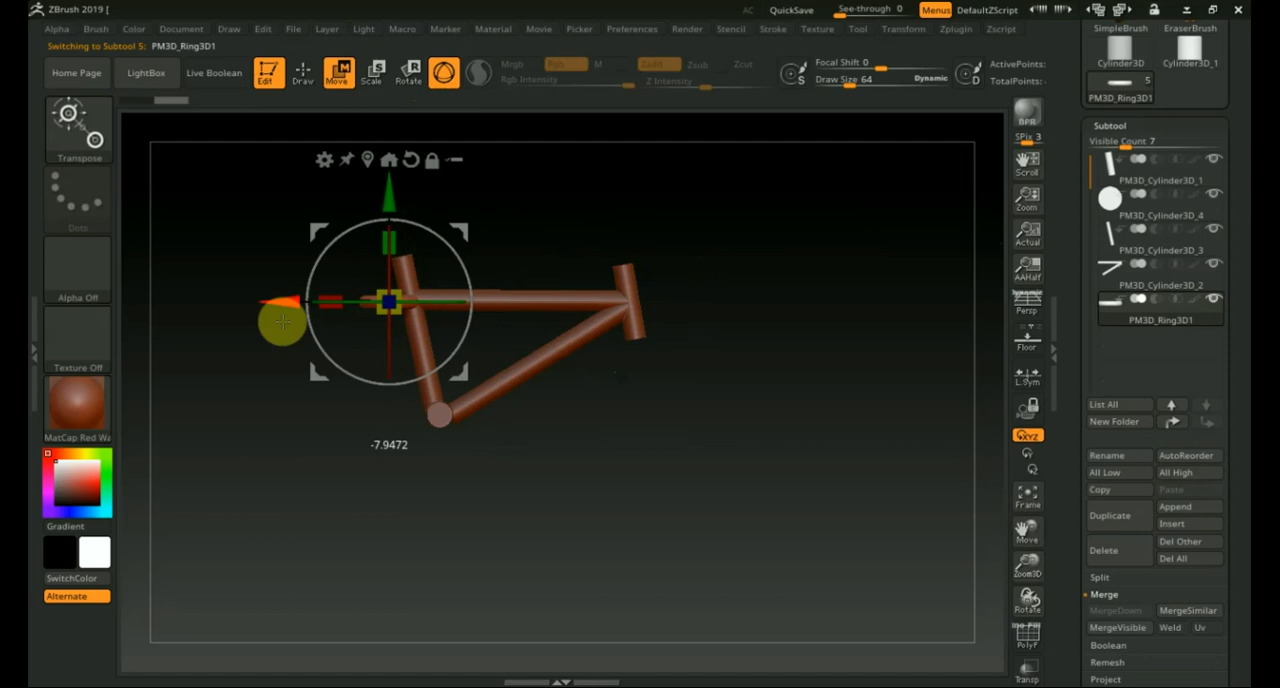 ZBrush 2019 [
AC QuickSave See-through 0 Menus DefaultZScript
Alpha Brush Color Document Draw Edit File Layer Light Macro Marker Material Movie Picker Preferences Render Stencil Stroke Texture Tool Transform Zplugin Zscript
Switching to Subtool 5: PM3D_Ring3D1
Home Page LightBox Live Boolean Edit Draw Move Scale Rotate
Rgb M Zadd Zsub Zcut
Rgb Intensity Z Intensity
S Focal Shift 0
Draw Size 64 Dynamic
D ActivePoints:
TotalPoints:
Transpose
Dots
Alpha Off
Texture Off
MatCap Red Wa
Gradient
SwitchColor
Alternate
-7.9472
BPR
SPix 3
Scroll
Zoom
Actual
AAHalf
Dynamic
Persp
Floor
L.Sym
XYZ
Frame
Move
Zoom3D
Rotate
PolyF
Transp
SimpleBrush EraserBrush
Cylinder3D Cylinder3D_1
5
PM3D_Ring3D1
Subtool
Visible Count 7
PM3D_Cylinder3D_1
PM3D_Cylinder3D_4
PM3D_Cylinder3D_3
PM3D_Cylinder3D_2
PM3D_Ring3D1
List All
New Folder
Rename AutoReorder
All Low All High
Copy Paste
Duplicate Append
Insert
Delete Del Other
Del All
Split
Merge
MergeDown MergeSimilar
MergeVisible Weld Uv
Boolean
Remesh
Project